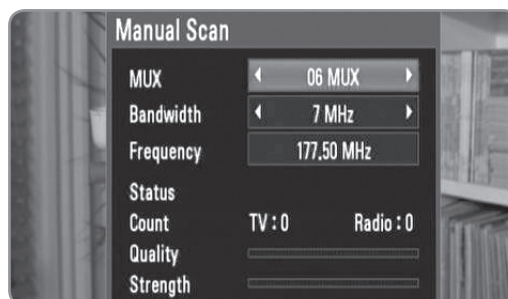 Manual Scan
MUX 06 MUX
Bandwidth 7 MHz
Frequency 177.50 MHz
Status
Count TV : 0 Radio : 0
Quality
Strength